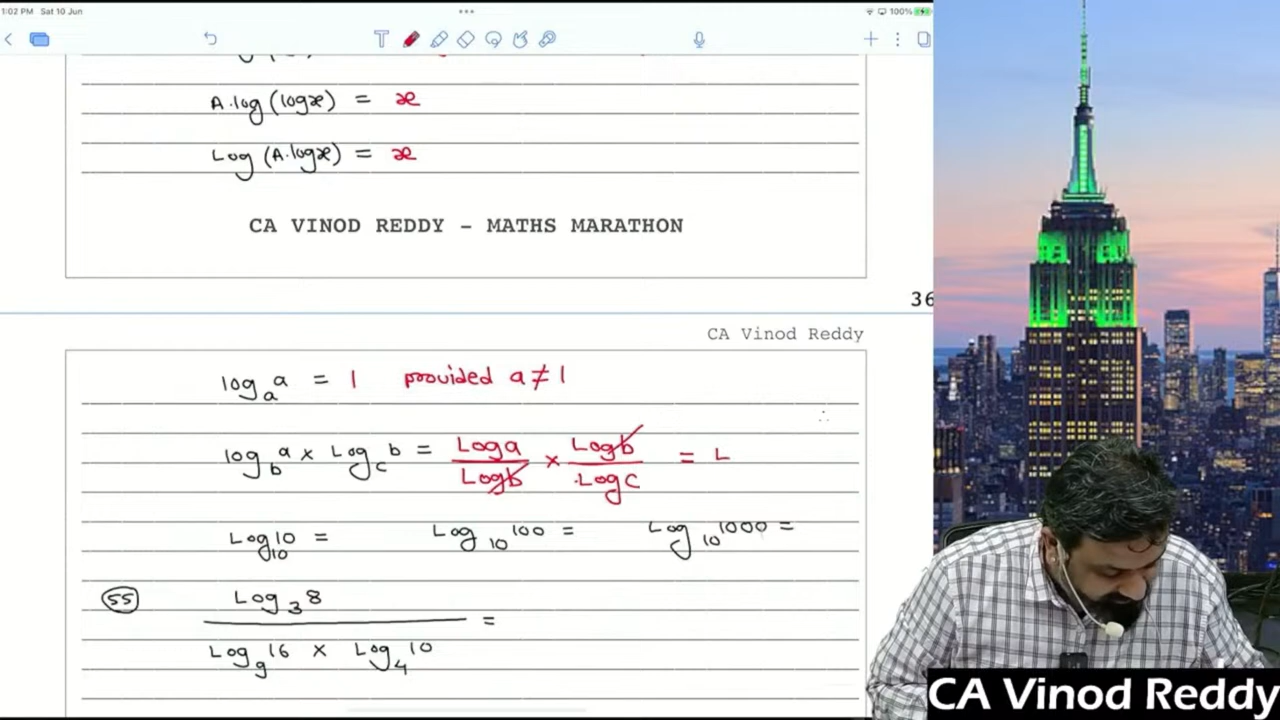 1:02 PM Sat 10 Jun
100%
T
A.log (logx) = x
Log (A.logx) = x
CA VINOD REDDY - MATHS MARATHON
36
CA Vinod Reddy
log_a a = 1 provided a ≠ 1
log_b a × Log_c b = Log a / Log b × Log b / Log C = L
Log_10 10 = Log_10 100 = Log_10 1000 =
55 Log_3 8
Log_9 16 × Log_4 10 =
CA Vinod Reddy